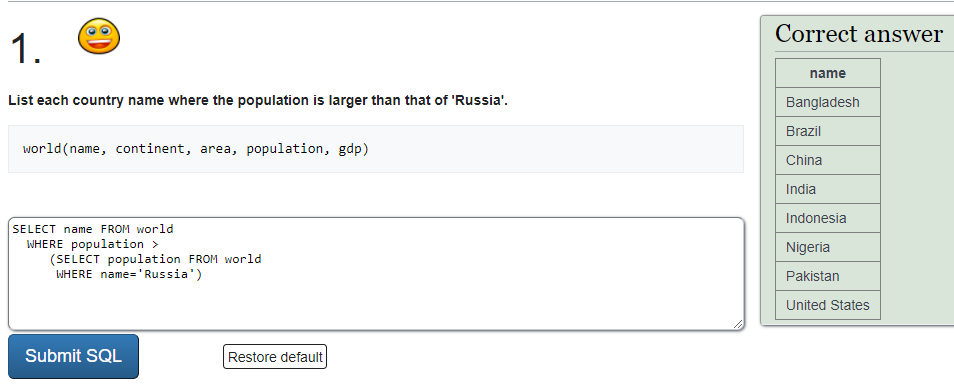 1.
List each country name where the population is larger than that of 'Russia'.
world(name, continent, area, population, gdp)
SELECT name FROM world
WHERE population >
(SELECT population FROM world
WHERE name='Russia')
Submit SQL
Restore default
Correct answer
name
Bangladesh
Brazil
China
India
Indonesia
Nigeria
Pakistan
United States